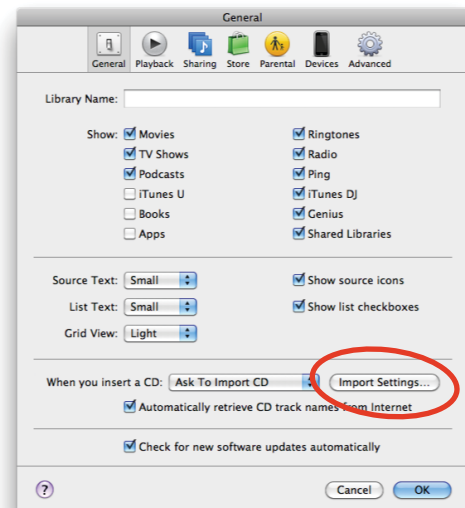 General
General Playback Sharing Store Parental Devices Advanced
Library Name:
Show: Movies Ringtones
TV Shows Radio
Podcasts Ping
iTunes U iTunes DJ
Books Genius
Apps Shared Libraries
Source Text: Small Show source icons
List Text: Small Show list checkboxes
Grid View: Light
When you insert a CD: Ask To Import CD Import Settings...
Automatically retrieve CD track names from Internet
Check for new software updates automatically
? Cancel OK